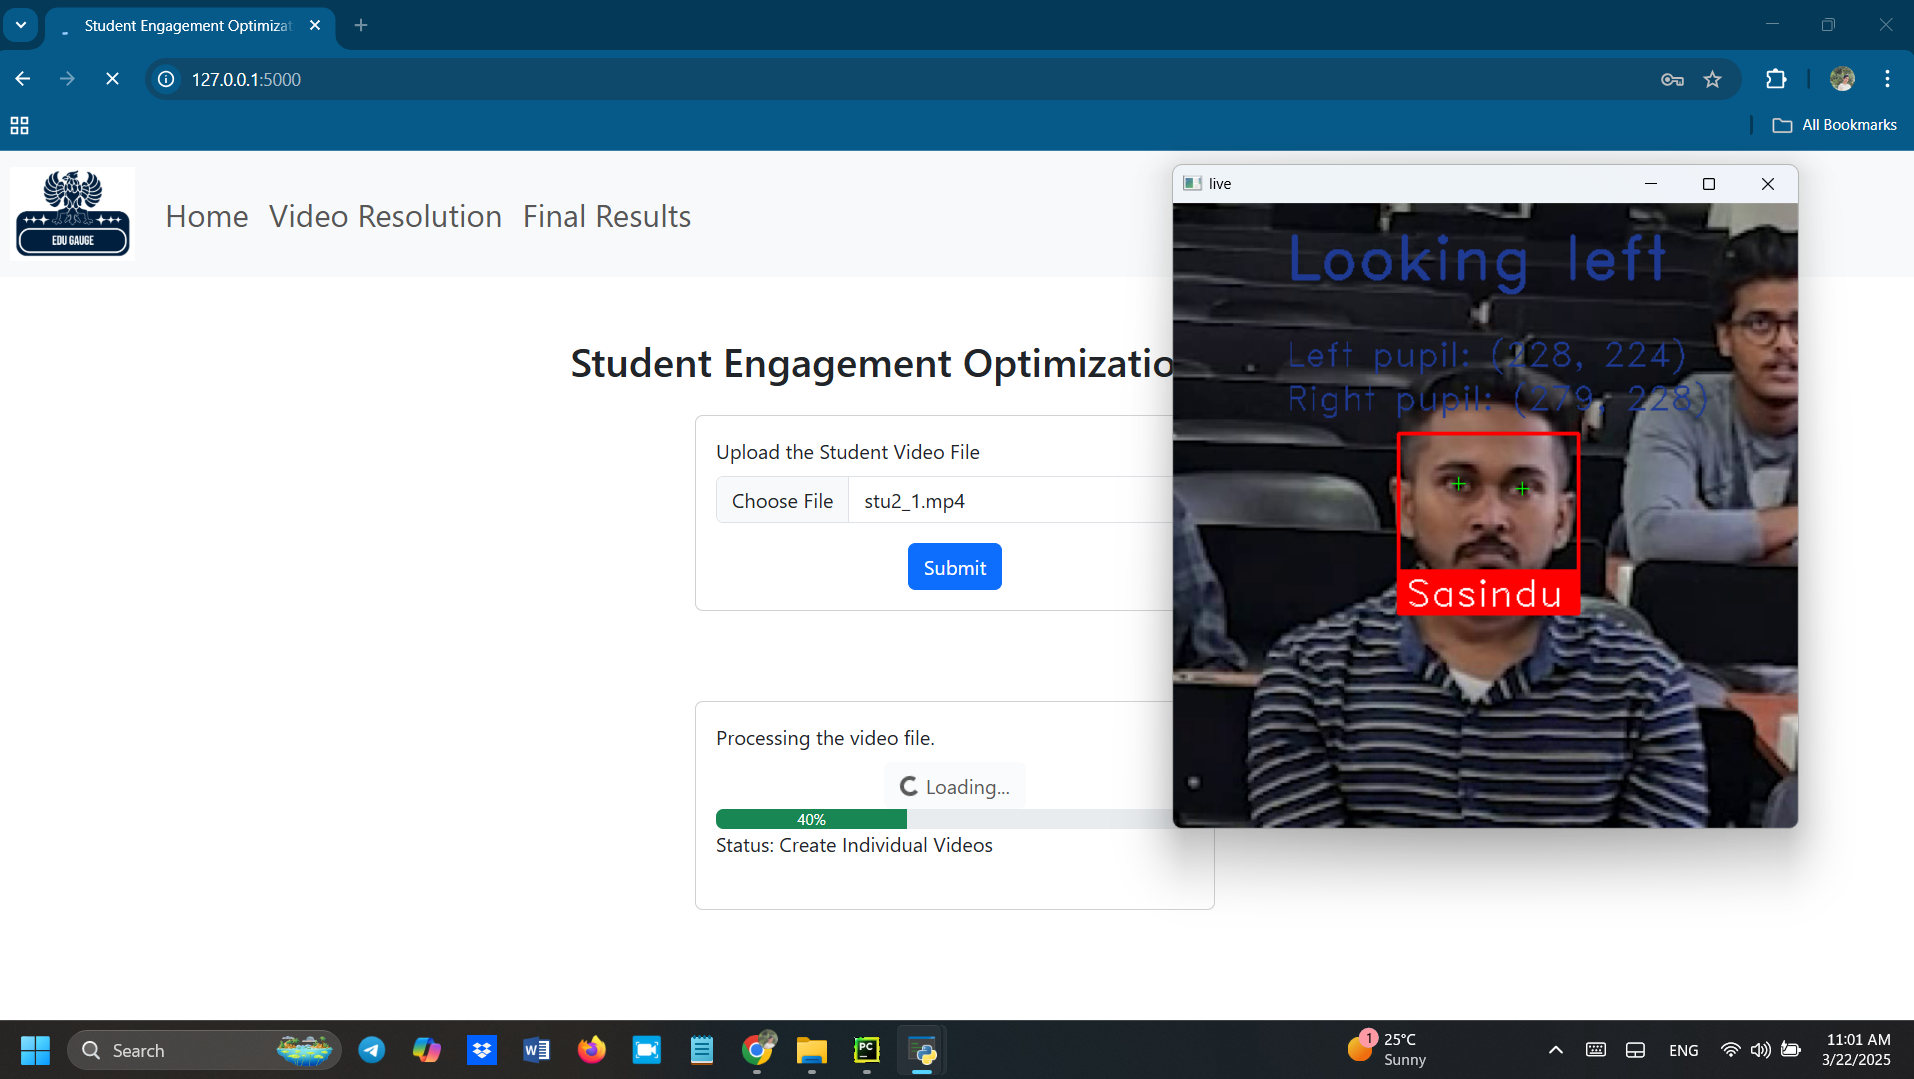 Student Engagement Optimizat
127.0.0.1:5000
All Bookmarks
EDU GAUGE
Home Video Resolution Final Results
live
Looking left
Left pupil: (228, 224)
Right pupil: (279, 228)
Sasindu
Student Engagement Optimizatio
Upload the Student Video File
Choose File stu2_1.mp4
Submit
Processing the video file.
Loading...
40%
Status: Create Individual Videos
Search
PC
1
25°C
Sunny
ENG
11:01 AM
3/22/2025